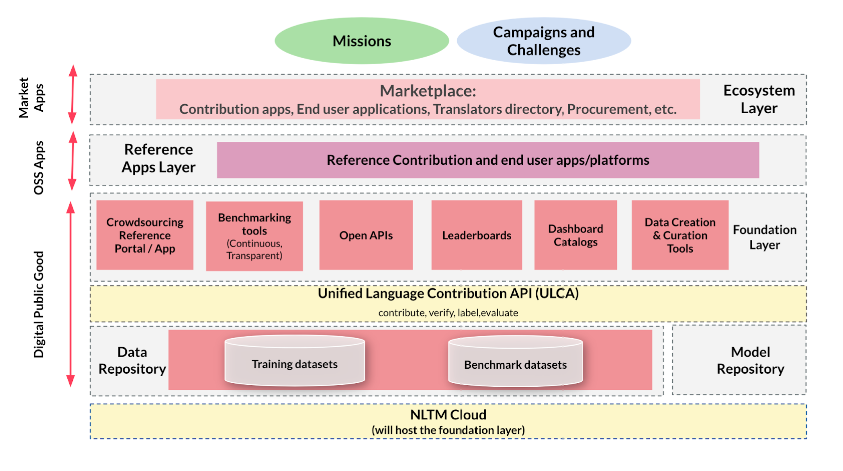 Missions
Campaigns and
Challenges
Market
Apps
Marketplace:
Contribution apps, End user applications, Translators directory, Procurement, etc.
Ecosystem
Layer
OSS Apps
Reference
Apps Layer
Reference Contribution and end user apps/platforms
Digital Public Good
Crowdsourcing
Reference
Portal / App
Benchmarking
tools
(Continuous,
Transparent)
Open APIs
Leaderboards
Dashboard
Catalogs
Data Creation
& Curation
Tools
Foundation
Layer
Unified Language Contribution API (ULCA)
contribute, verify, label,evaluate
Data
Repository
Training datasets
Benchmark datasets
Model
Repository
NLTM Cloud
(will host the foundation layer)